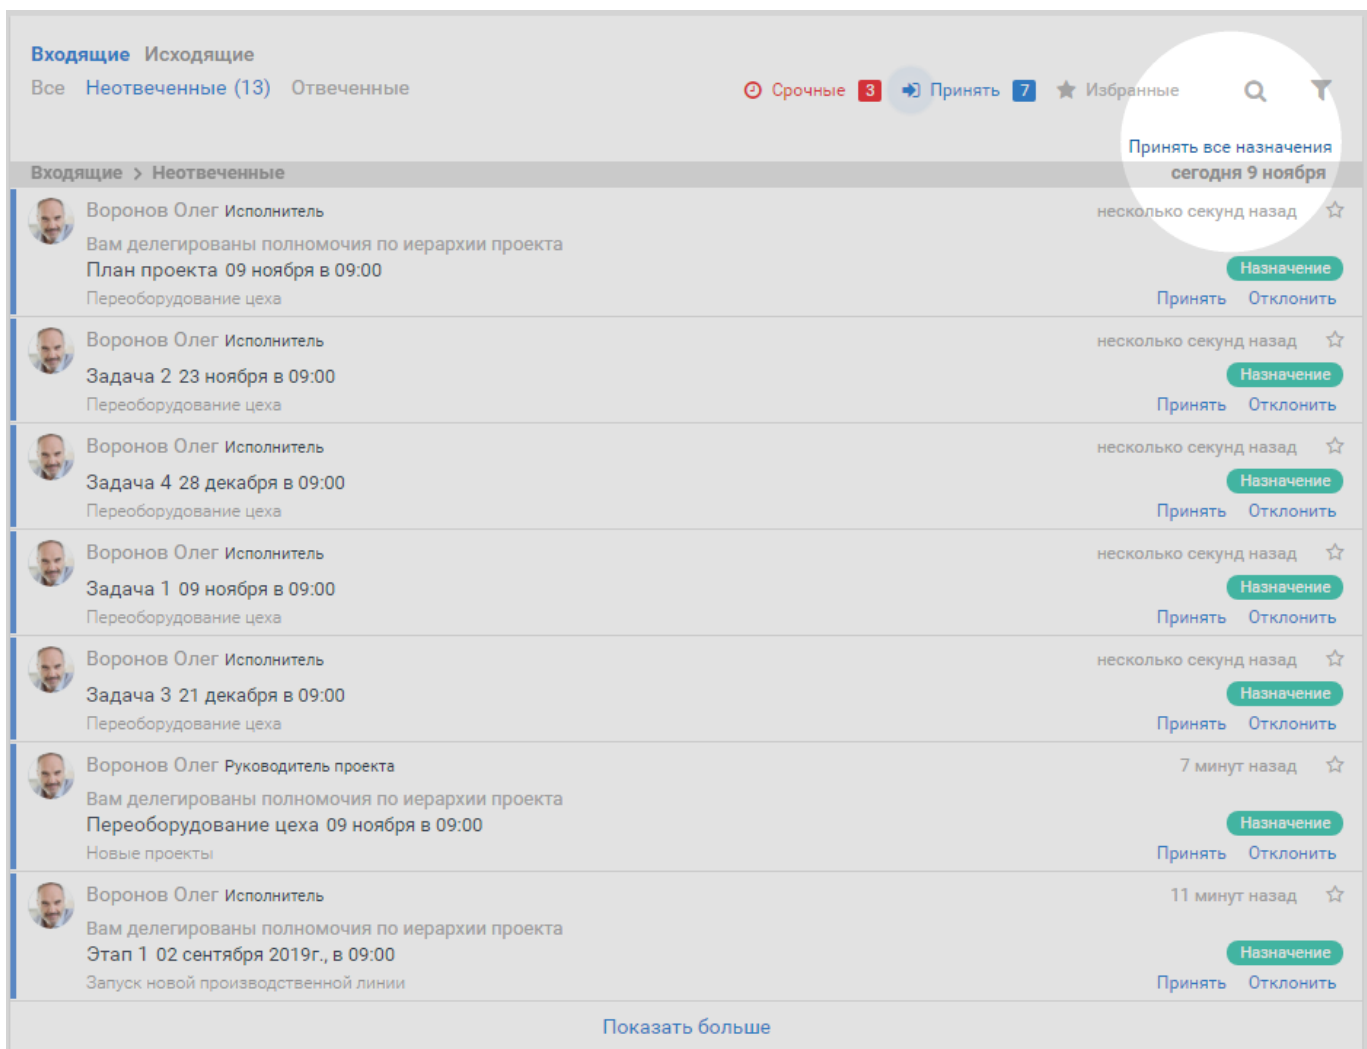 Входящие Исходящие
Все Неотвеченные (13) Отвеченные Срочные 3 Принять 7 Избранные
Принять все назначения
Входящие > Неотвеченные сегодня 9 ноября
Воронов Олег Исполнитель несколько секунд назад
Вам делегированы полномочия по иерархии проекта
План проекта 09 ноября в 09:00 Назначение
Переоборудование цеха Принять Отклонить
Воронов Олег Исполнитель несколько секунд назад
Задача 2 23 ноября в 09:00 Назначение
Переоборудование цеха Принять Отклонить
Воронов Олег Исполнитель несколько секунд назад
Задача 4 28 декабря в 09:00 Назначение
Переоборудование цеха Принять Отклонить
Воронов Олег Исполнитель несколько секунд назад
Задача 1 09 ноября в 09:00 Назначение
Переоборудование цеха Принять Отклонить
Воронов Олег Исполнитель несколько секунд назад
Задача 3 21 декабря в 09:00 Назначение
Переоборудование цеха Принять Отклонить
Воронов Олег Руководитель проекта 7 минут назад
Вам делегированы полномочия по иерархии проекта
Переоборудование цеха 09 ноября в 09:00 Назначение
Новые проекты Принять Отклонить
Воронов Олег Исполнитель 11 минут назад
Вам делегированы полномочия по иерархии проекта
Этап 1 02 сентября 2019г., в 09:00 Назначение
Запуск новой производственной линии Принять Отклонить
Показать больше